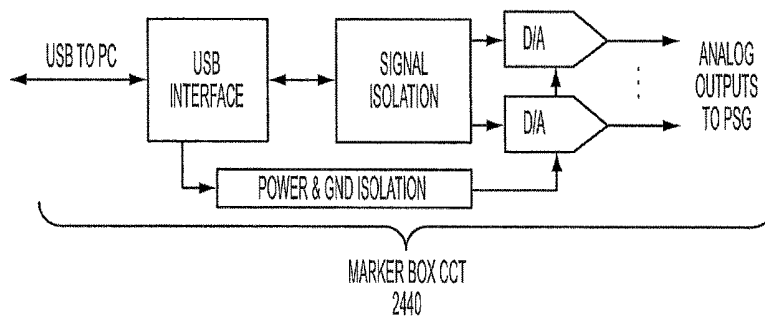 USB TO PC
USB
INTERFACE
SIGNAL
ISOLATION
D/A
D/A
ANALOG
OUTPUTS
TO PSG
POWER & GND ISOLATION
MARKER BOX CCT
2440